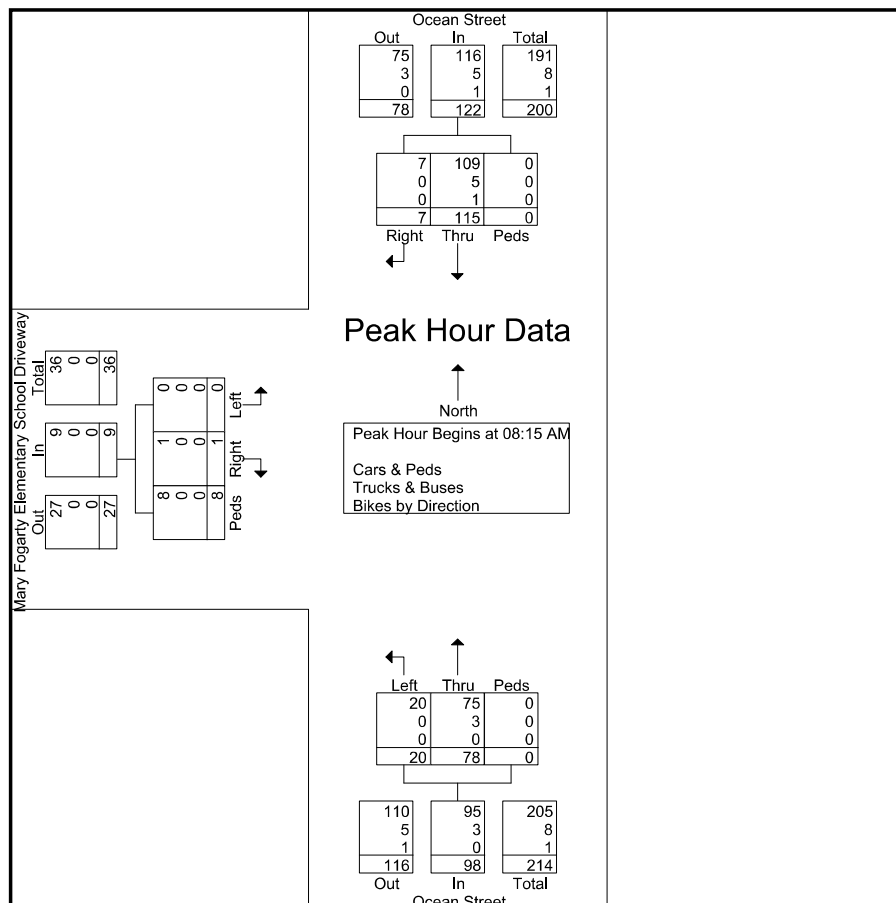 Ocean Street
Out In Total
75 116 191
3 5 8
0 1 1
78 122 200
7 109 0
0 5 0
0 1 0
7 115 0
Right Thru Peds
Peak Hour Data
Mary Fogarty Elementary School Driveway
Total In Out
36 9 27
0 0 0
0 0 0
36 9 27
0 1 8
0 0 0
0 0 0
0 1 8
Left Right Peds
North
Peak Hour Begins at 08:15 AM
Cars & Peds
Trucks & Buses
Bikes by Direction
Left Thru Peds
20 75 0
0 3 0
0 0 0
20 78 0
110 95 205
5 3 8
1 0 1
116 98 214
Out In Total
Ocean Street